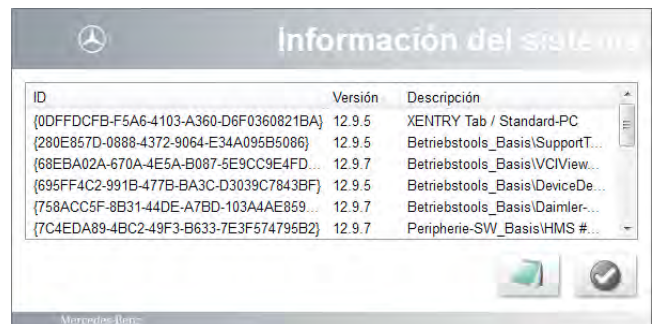 Información del sistema
ID Versión Descripción
{0DFFDCFB-F5A6-4103-A360-D6F0360821BA} 12.9.5 XENTRY Tab / Standard-PC
{280E857D-0888-4372-9064-E34A095B5086} 12.9.5 Betriebstools_Basis\SupportT...
{68EBA02A-670A-4E5A-B087-5E9CC9E4FD... 12.9.7 Betriebstools_Basis\VCIView...
{695FF4C2-991B-477B-BA3C-D3039C7843BF} 12.9.5 Betriebstools_Basis\DeviceDe...
{758ACC5F-8B31-44DE-A7BD-103A4AE859... 12.9.7 Betriebstools_Basis\Daimler-...
{7C4EDA89-4BC2-49F3-B633-7E3F574795B2} 12.9.7 Peripherie-SW_Basis\HMS #...
Mercedes-Benz